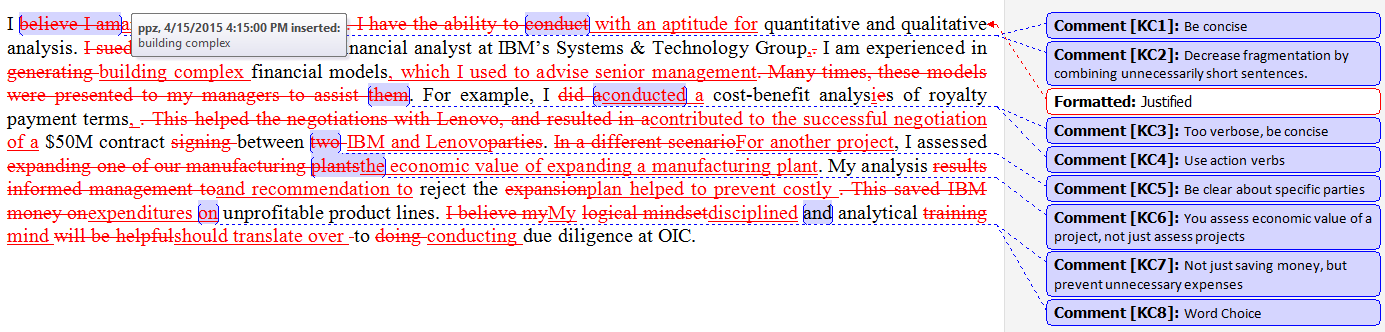 I believe I am ppz, 4/15/2015 4:15:00 PM inserted: . I have the ability to conduct with an aptitude for quantitative and qualitative
building complex
analysis. I sued nancial analyst at IBM's Systems & Technology Group,. I am experienced in
generating building complex financial models, which I used to advise senior management. Many times, these models
were presented to my managers to assist them. For example, I did aconducted a cost-benefit analysies of royalty
payment terms, . This helped the negotiations with Lenovo, and resulted in acontributed to the successful negotiation
of a $50M contract signing between two IBM and Lenovoparties. In a different scenarioFor another project, I assessed
expanding one of our manufacturing plantsthe economic value of expanding a manufacturing plant. My analysis results
informed management toand recommendation to reject the expansionplan helped to prevent costly . This saved IBM
money onexpenditures on unprofitable product lines. I believe myMy logical mindsetdisciplined and analytical training
mind will be helpfulshould translate over to doing conducting due diligence at OIC.
Comment [KC1]: Be concise
Comment [KC2]: Decrease fragmentation by
combining unnecessarily short sentences.
Formatted: Justified
Comment [KC3]: Too verbose, be concise
Comment [KC4]: Use action verbs
Comment [KC5]: Be clear about specific parties
Comment [KC6]: You assess economic value of a
project, not just assess projects
Comment [KC7]: Not just saving money, but
prevent unnecessary expenses
Comment [KC8]: Word Choice